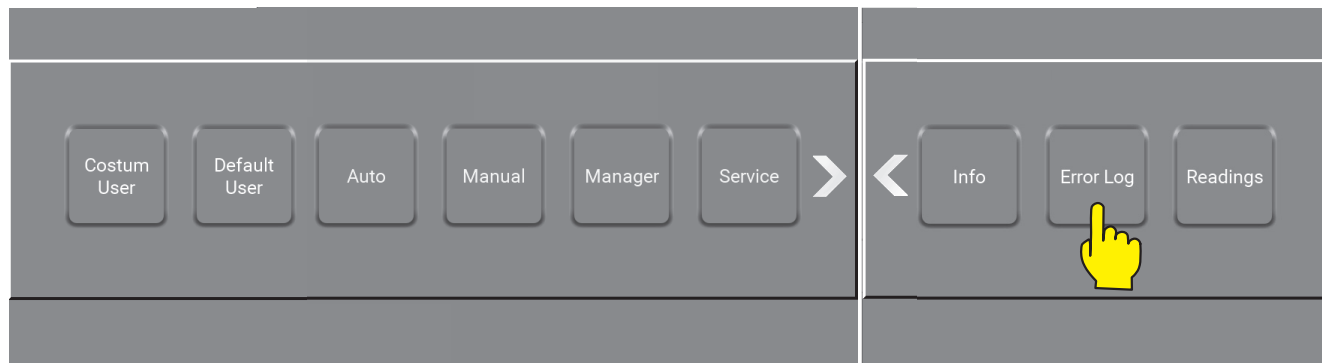 Costum
User
Default
User
Auto
Manual
Manager
Service
Info
Error Log
Readings